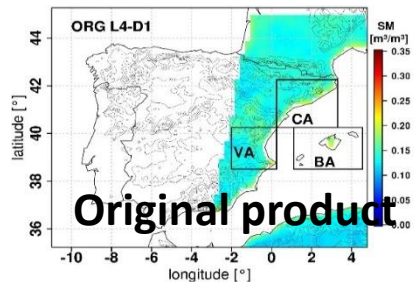 ORG L4-D1
SM
[m³/m³]
44
42
40
38
36
latitude [°]
CA
VA
BA
0.35
0.30
0.25
0.20
0.15
0.10
0.05
0.00
Original product
-10 -8 -6 -4 -2 0 2 4
longitude [°]